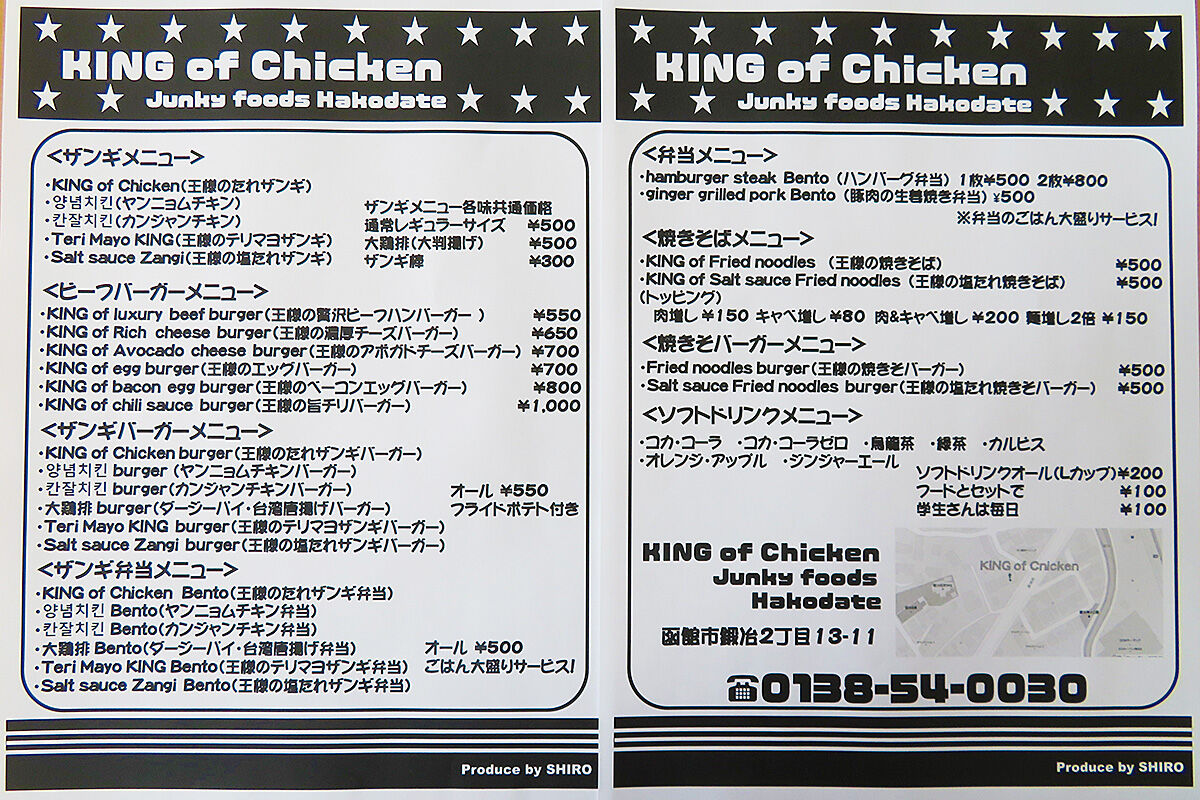 KING of Chicken
Junky foods Hakodate
<ザンギメニュー>
・KING of Chicken(王様のたれザンギ)
・양념치킨(ヤンニョムチキン) ザンギメニュー各味共通価格
・칸잘치킨(カンジャンチキン) 通常レギュラーサイズ ¥500
・Teri Mayo KING(王様のテリマヨザンギ) 大鶏排(大判揚げ) ¥500
・Salt sauce Zangi(王様の塩たれザンギ) ザンギ棒 ¥300
<ビーフバーガーメニュー>
・KING of luxury beef burger(王様の贅沢ビーフハンバーガー ) ¥550
・KING of Rich cheese burger(王様の濃厚チーズバーガー) ¥650
・KING of Avocado cheese burger(王様のアボガドチーズバーガー) ¥700
・KING of egg burger(王様のエッグバーガー) ¥700
・KING of bacon egg burger(王様のベーコンエッグバーガー) ¥800
・KING of chili sauce burger(王様の旨チリバーガー) ¥1,000
<ザンギバーガーメニュー>
・KING of Chicken burger(王様のたれザンギバーガー)
・양념치킨 burger (ヤンニョムチキンバーガー)
・칸잘치킨 burger(カンジャンチキンバーガー) オール ¥550
・大鶏排 burger(ダージーパイ・台湾唐揚げバーガー) フライドポテト付き
・Teri Mayo KING burger(王様のテリマヨザンギバーガー)
・Salt sauce Zangi burger(王様の塩たれザンギバーガー)
<ザンギ弁当メニュー>
・KING of Chicken Bento(王様のたれザンギ弁当)
・양념치킨 Bento(ヤンニョムチキン弁当)
・칸잘치킨 Bento(カンジャンチキン弁当)
・大鶏排 Bento(ダージーパイ・台湾唐揚げ弁当) オール ¥500
・Teri Mayo KING Bento(王様のテリマヨザンギ弁当) ごはん大盛りサービス!
・Salt sauce Zangi Bento(王様の塩たれザンギ弁当)
Produce by SHIRO
KING of Chicken
Junky foods Hakodate
<弁当メニュー>
・hamburger steak Bento (ハンバーグ弁当) 1枚¥500 2枚¥800
・ginger grilled pork Bento (豚肉の生姜焼き弁当) ¥500
※弁当のごはん大盛りサービス!
<焼きそばメニュー>
・KING of Fried noodles (王様の焼きそば) ¥500
・KING of Salt sauce Fried noodles (王様の塩たれ焼きそば) ¥500
(トッピング)
肉増し ¥150 キャベ増し ¥80 肉&キャベ増し ¥200 麺増し2倍 ¥150
<焼きそバーガーメニュー>
・Fried noodles burger(王様の焼きそバーガー) ¥500
・Salt sauce Fried noodles burger(王様の塩たれ焼きそバーガー) ¥500
<ソフトドリンクメニュー>
・コカ・コーラ ・コカ・コーラゼロ ・烏龍茶 ・緑茶 ・カルピス
・オレンジ・アップル ・ジンジャーエール
ソフトドリンクオール(Lカップ)¥200
フードとセットで ¥100
学生さんは毎日 ¥100
KING of Chicken
Junky foods
Hakodate
函館市鍛冶2丁目13-11
KING of Chicken
☎0138-54-0030
Produce by SHIRO